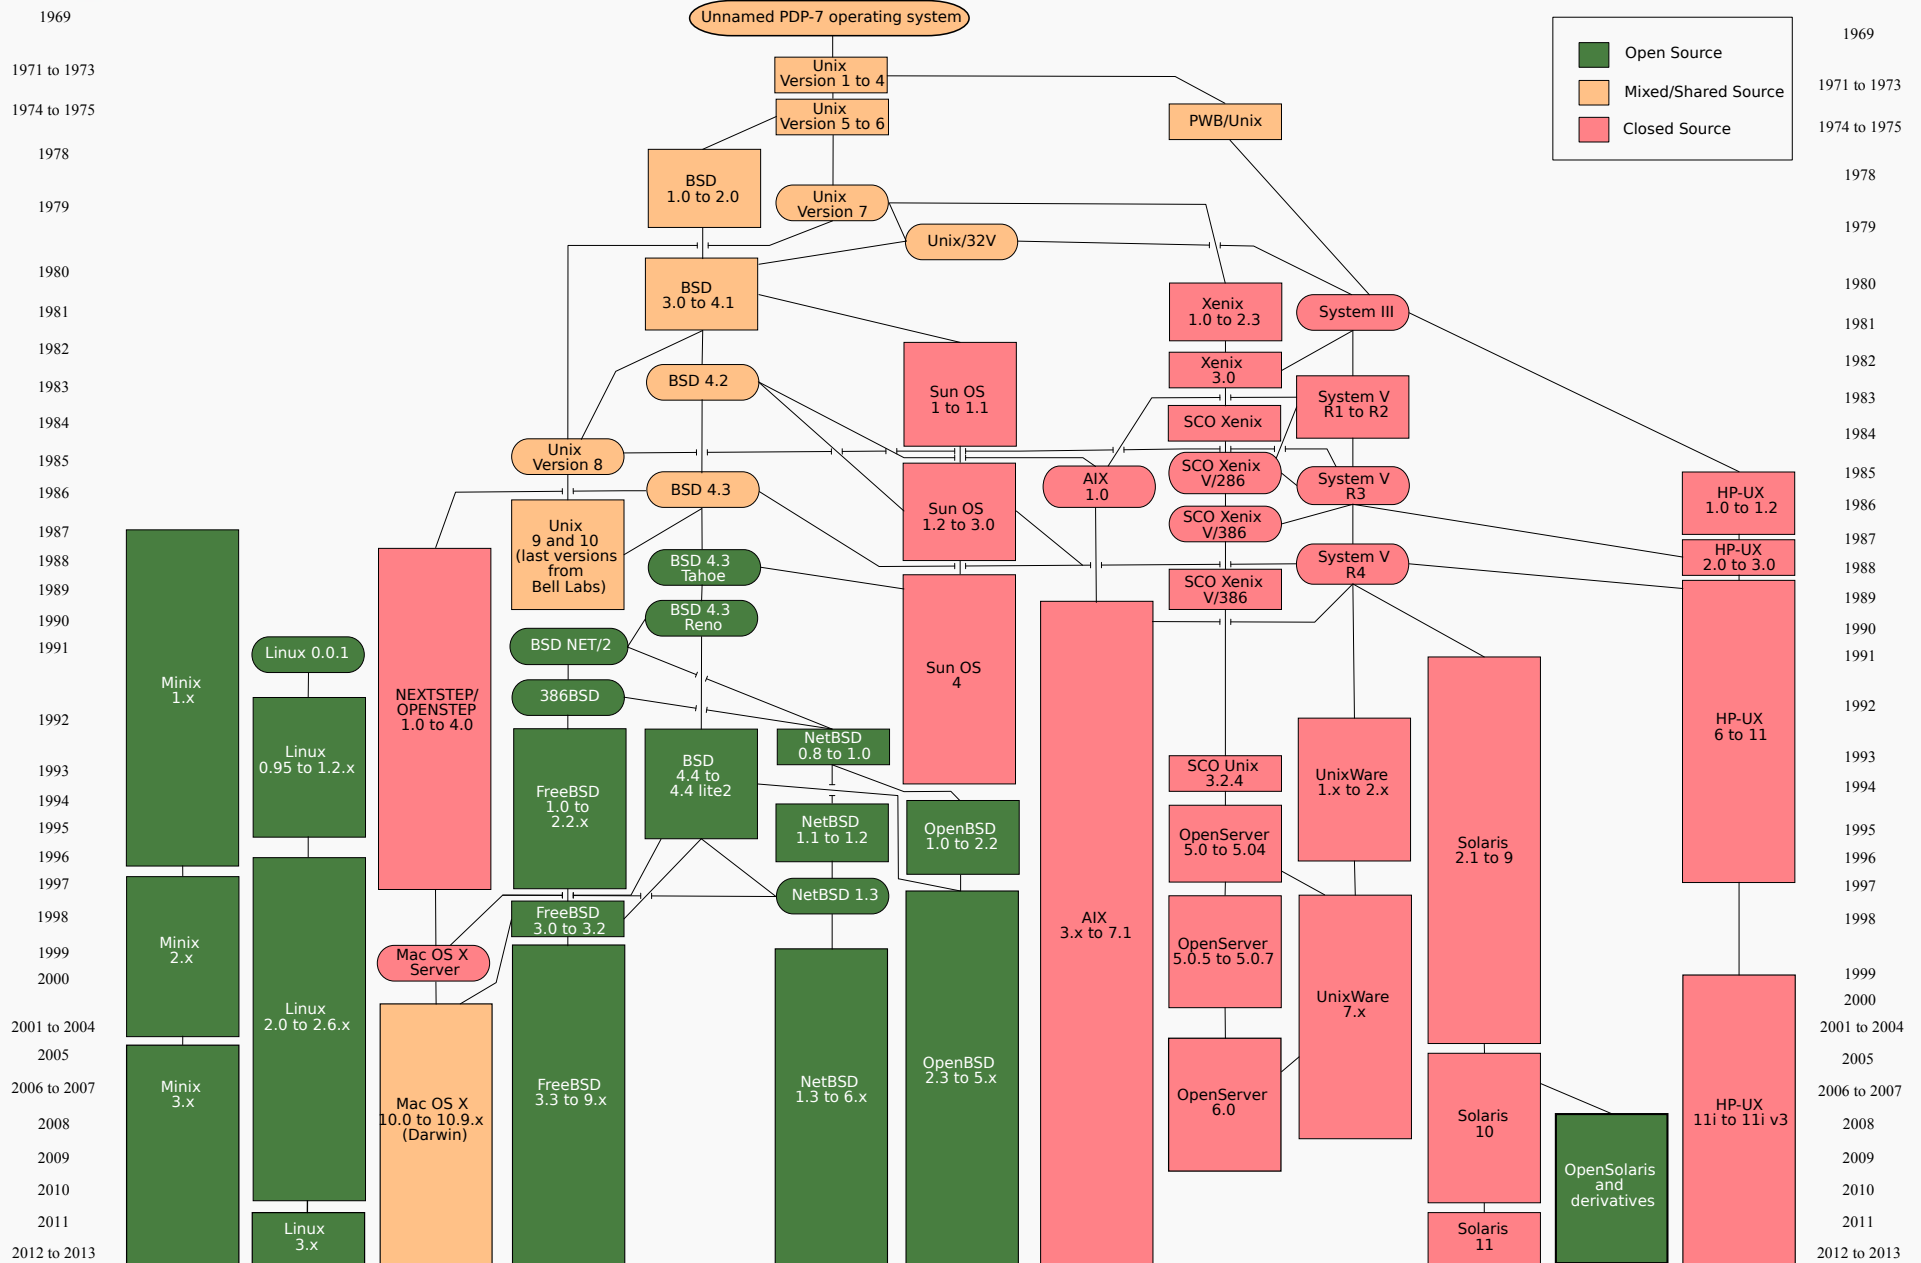 Unnamed PDP-7 operating system
1969
1969
Open Source
Mixed/Shared Source
Closed Source
1971 to 1973
Unix
Version 1 to 4
1971 to 1973
1974 to 1975
Unix
Version 5 to 6
PWB/Unix
1974 to 1975
1978
BSD
1.0 to 2.0
1978
1979
Unix
Version 7
Unix/32V
1979
1980
BSD
3.0 to 4.1
1980
1981
Xenix
1.0 to 2.3
System III
1981
1982
Xenix
3.0
1982
1983
BSD 4.2
Sun OS
1 to 1.1
System V
R1 to R2
1983
1984
SCO Xenix
1984
1985
Unix
Version 8
AIX
1.0
SCO Xenix
V/286
System V
R3
1985
1986
BSD 4.3
Sun OS
1.2 to 3.0
HP-UX
1.0 to 1.2
1986
1987
Unix
9 and 10
(last versions
from
Bell Labs)
SCO Xenix
V/386
1987
1988
BSD 4.3
Tahoe
System V
R4
HP-UX
2.0 to 3.0
1988
1989
SCO Xenix
V/386
1989
1990
BSD 4.3
Reno
1990
1991
Linux 0.0.1
BSD NET/2
1991
Minix
1.x
NEXTSTEP/
OPENSTEP
1.0 to 4.0
386BSD
Sun OS
4
1992
1992
HP-UX
6 to 11
Linux
0.95 to 1.2.x
NetBSD
0.8 to 1.0
1993
BSD
4.4 to
4.4 lite2
SCO Unix
3.2.4
UnixWare
1.x to 2.x
1993
1994
FreeBSD
1.0 to
2.2.x
1994
1995
NetBSD
1.1 to 1.2
OpenBSD
1.0 to 2.2
OpenServer
5.0 to 5.04
Solaris
2.1 to 9
1995
1996
1996
1997
NetBSD 1.3
1997
1998
FreeBSD
3.0 to 3.2
AIX
3.x to 7.1
1998
Minix
2.x
1999
Mac OS X
Server
OpenServer
5.0.5 to 5.0.7
1999
2000
UnixWare
7.x
2000
Linux
2.0 to 2.6.x
2001 to 2004
2001 to 2004
2005
2005
2006 to 2007
Minix
3.x
FreeBSD
3.3 to 9.x
NetBSD
1.3 to 6.x
OpenBSD
2.3 to 5.x
2006 to 2007
Mac OS X
10.0 to 10.9.x
(Darwin)
OpenServer
6.0
Solaris
10
HP-UX
11i to 11i v3
2008
2008
2009
OpenSolaris
and
derivatives
2009
2010
2010
2011
Linux
3.x
Solaris
11
2011
2012 to 2013
2012 to 2013